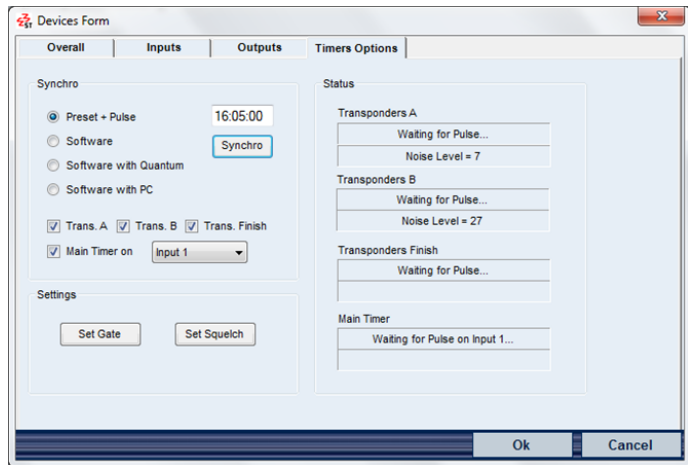 ST Devices Form
Overall Inputs Outputs Timers Options
Synchro
Preset + Pulse 16:05:00
Software Synchro
Software with Quantum
Software with PC
Trans. A Trans. B Trans. Finish
Main Timer on Input 1
Settings
Set Gate Set Squelch
Status
Transponders A
Waiting for Pulse...
Noise Level = 7
Transponders B
Waiting for Pulse...
Noise Level = 27
Transponders Finish
Waiting for Pulse...
Main Timer
Waiting for Pulse on Input 1...
Ok Cancel